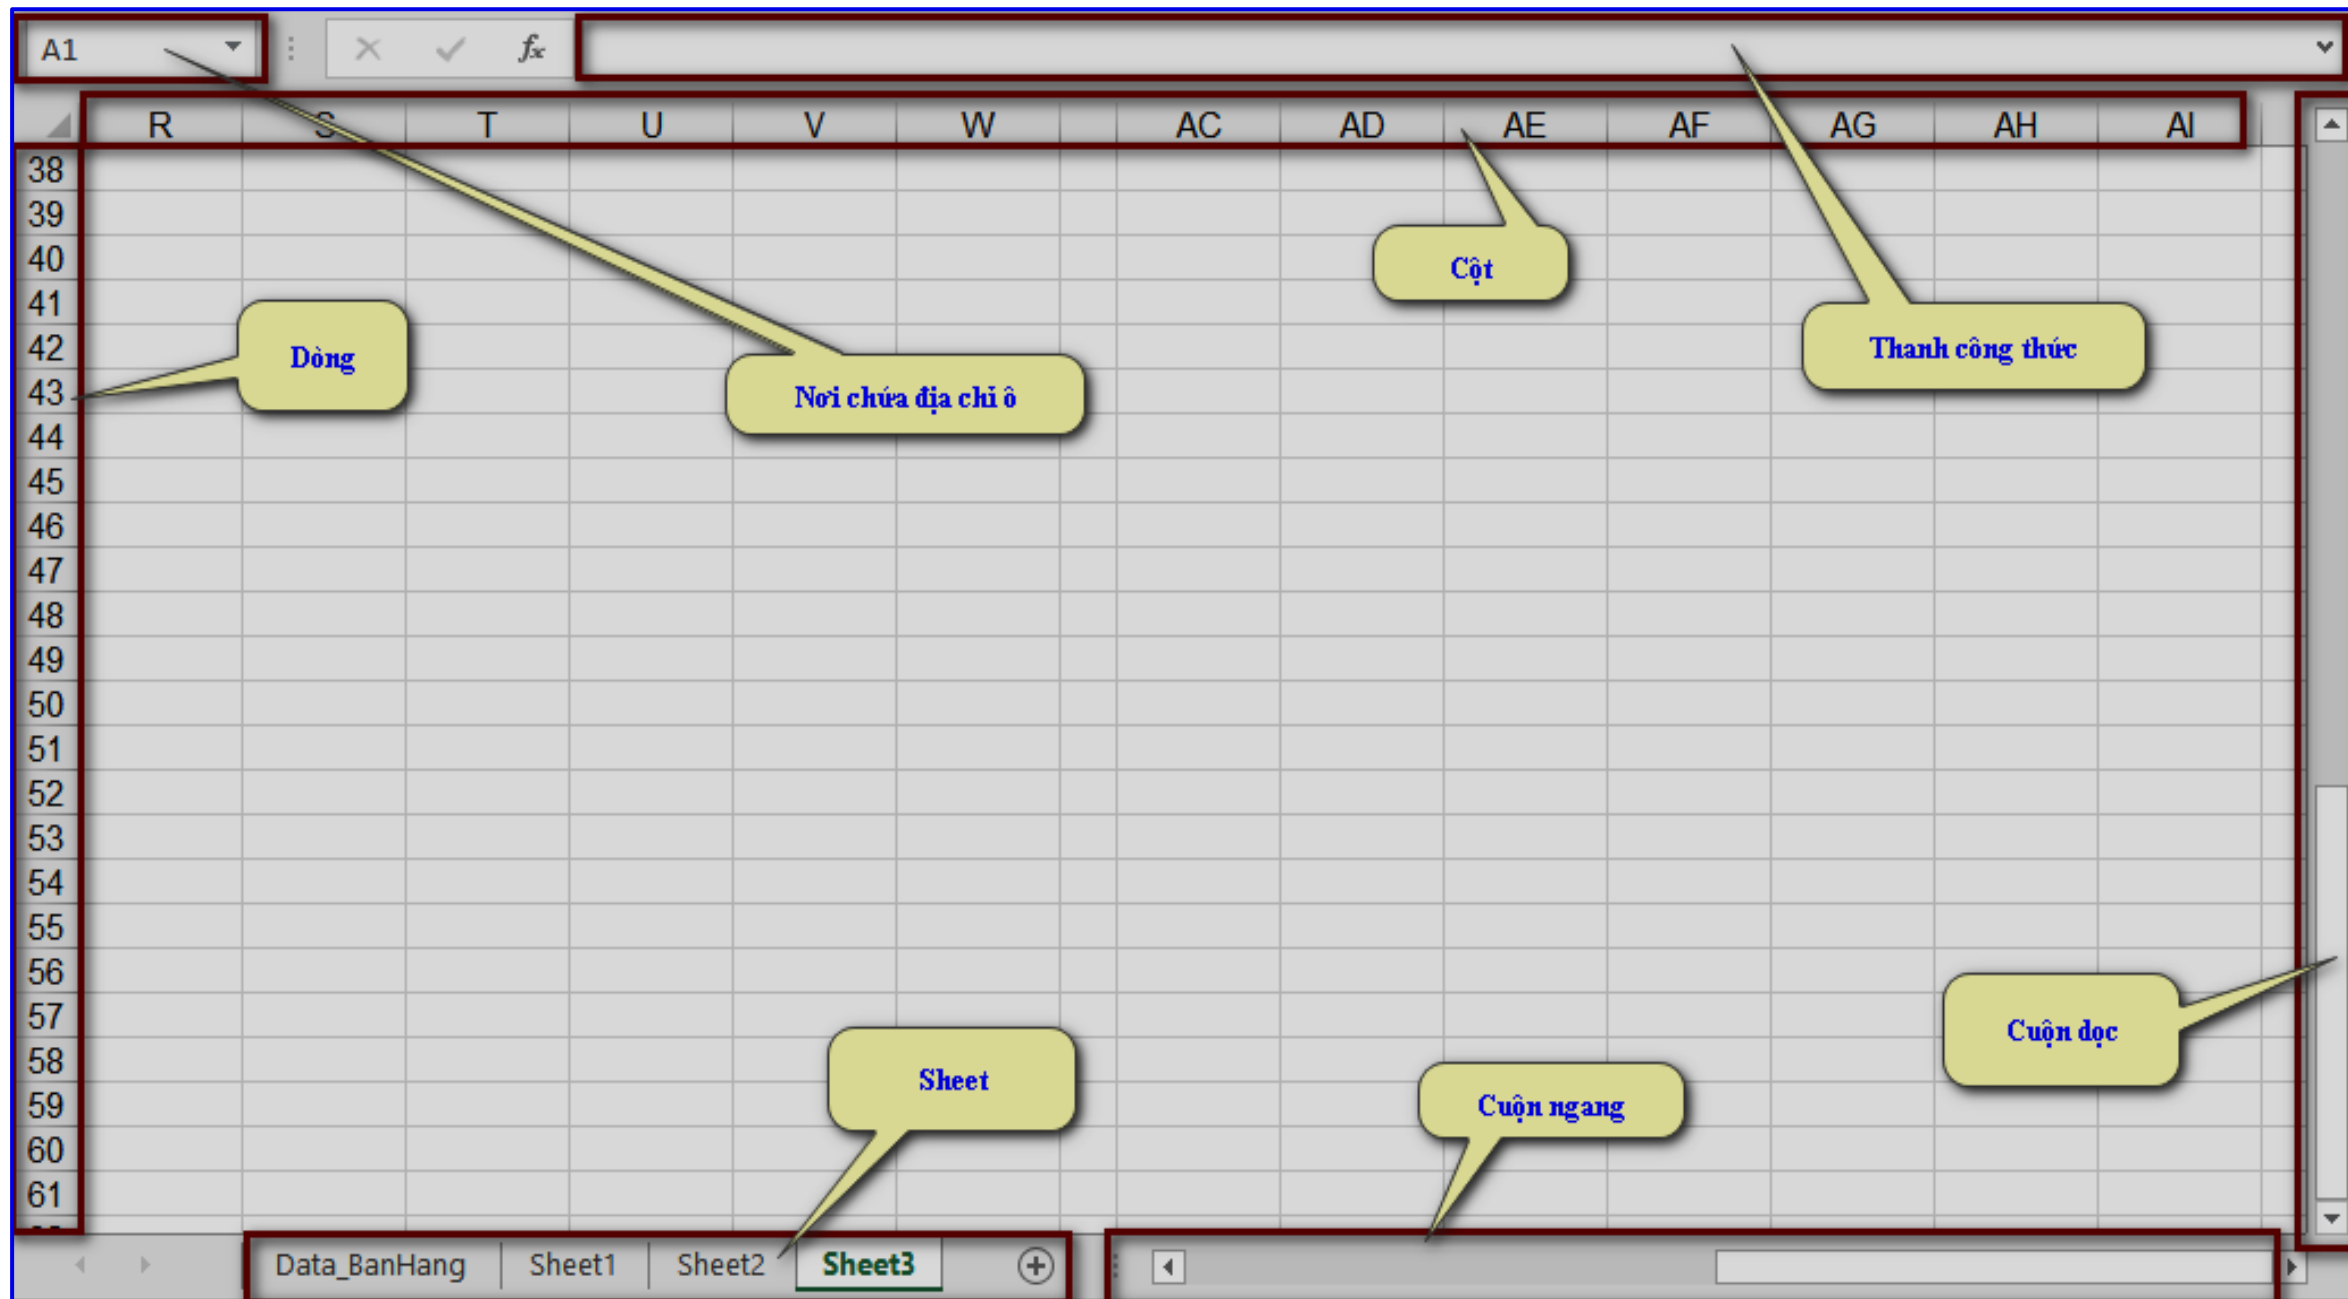 A1 fx
R S T U V W AC AD AE AF AG AH AI
38
39
40
Cột
41
42
Dòng
Thanh công thức
43
Nơi chứa địa chỉ ô
44
45
46
47
48
49
50
51
52
53
54
55
56
57
Cuộn dọc
58
Sheet
59
Cuộn ngang
60
61
Data_BanHang Sheet1 Sheet2 Sheet3